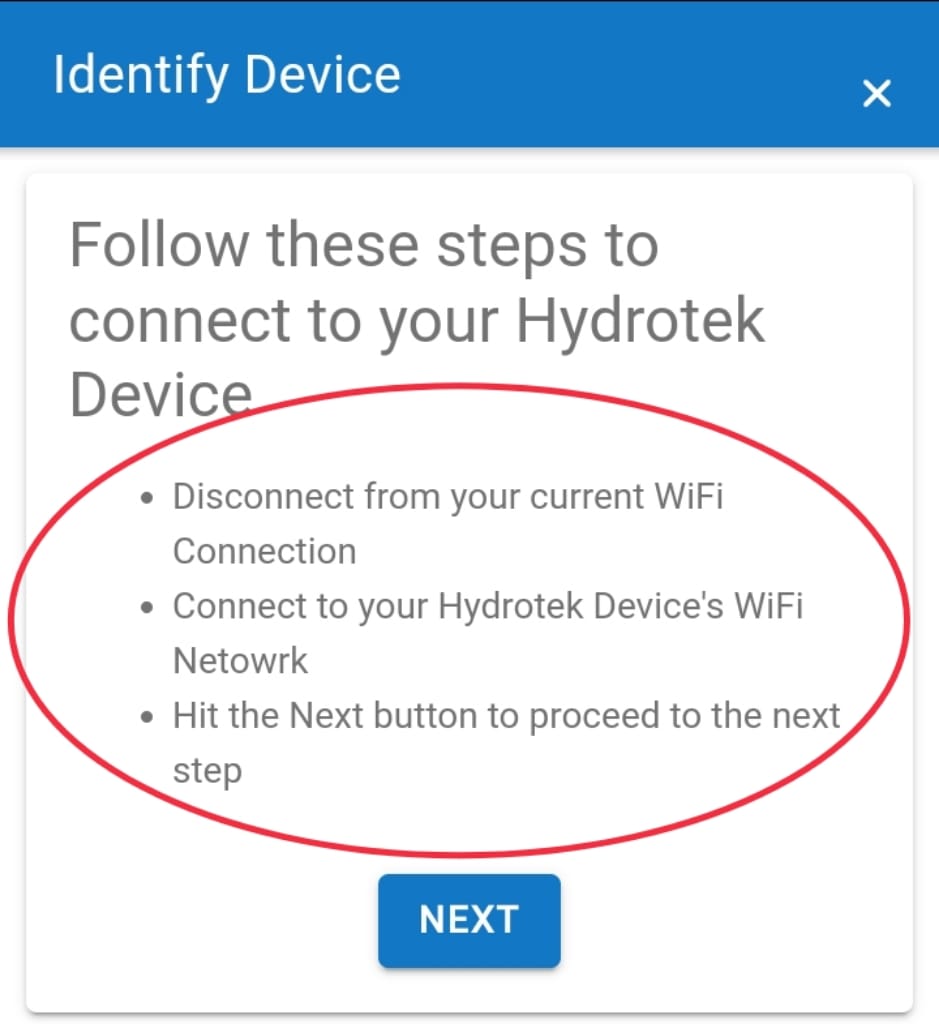 Identify Device
Follow these steps to
connect to your Hydrotek
Device
Disconnect from your current WiFi
Connection
Connect to your Hydrotek Device's WiFi
Netowrk
Hit the Next button to proceed to the next
step
NEXT